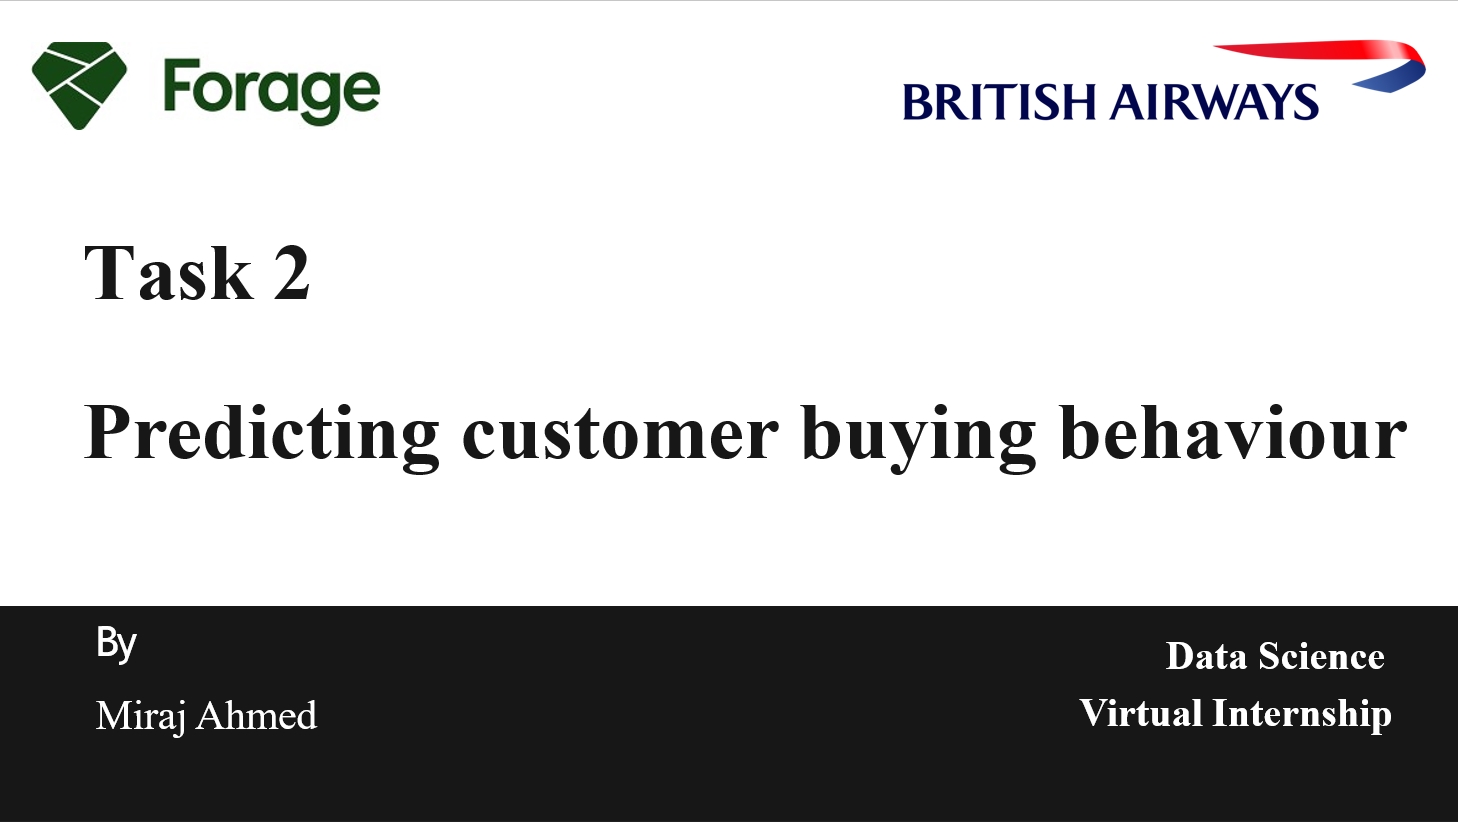 Forage
BRITISH AIRWAYS
Task 2
Predicting customer buying behaviour
By
Miraj Ahmed
Data Science
Virtual Internship